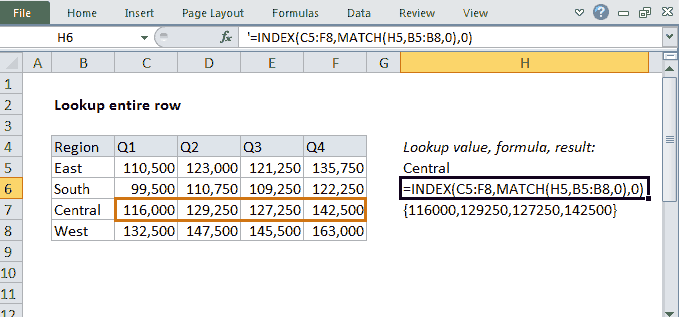 File Home Insert Page Layout Formulas Data Review View
H6 fx '=INDEX(C5:F8,MATCH(H5,B5:B8,0),0)
A B C D E F G H
1
2 Lookup entire row
3
4 Region Q1 Q2 Q3 Q4 Lookup value, formula, result:
5 East 110,500 123,000 121,250 135,750 Central
6 South 99,500 110,750 109,250 122,250 =INDEX(C5:F8,MATCH(H5,B5:B8,0),0)
7 Central 116,000 129,250 127,250 142,500 {116000,129250,127250,142500}
8 West 132,500 147,500 145,500 163,000
9
10
11
12